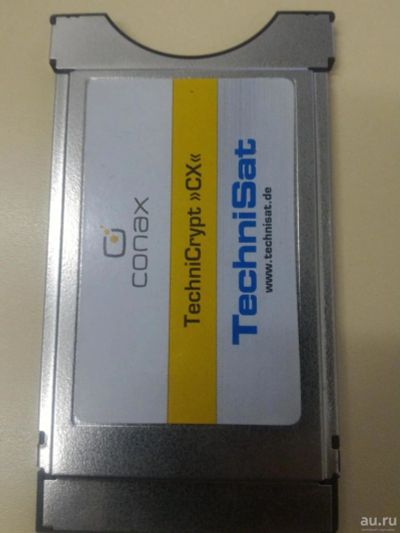 conax
TechniCrypt »CX«
TechniSat
www.technisat.de
au.ru